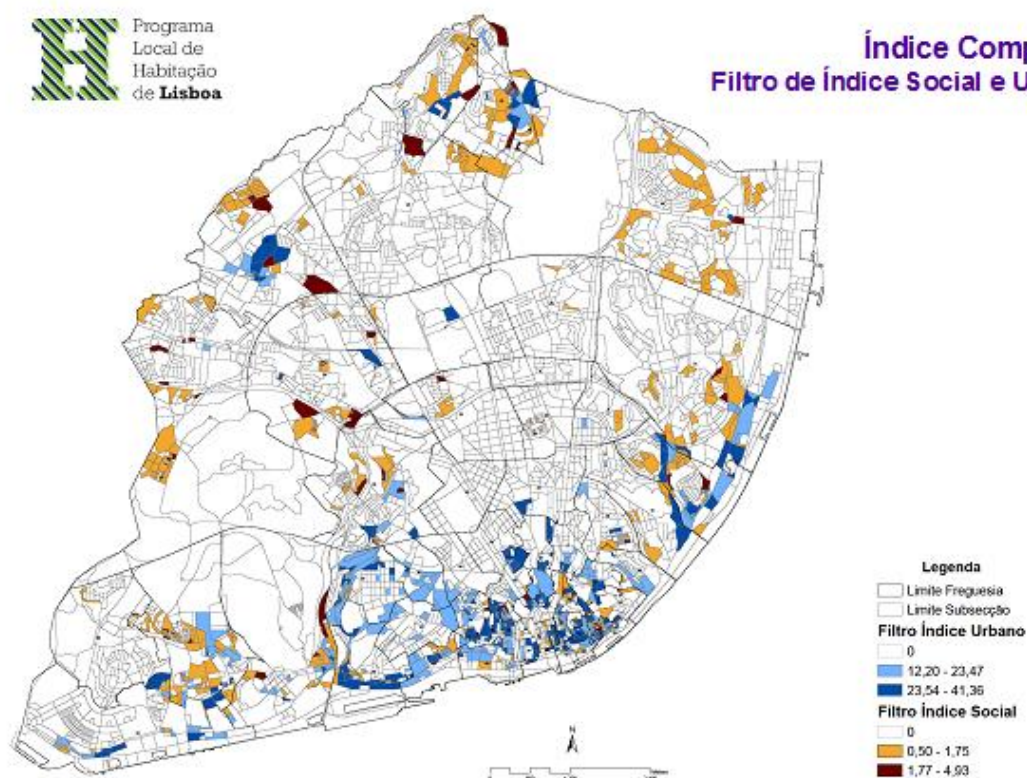 Programa
Local de
Habitação
de Lisboa
Índice Comp
Filtro de Índice Social e U
Legenda
Limite Freguesia
Limite Subsecção
Filtro Índice Urbano
0
12,20 - 23,47
23,54 - 41,36
Filtro Índice Social
0
0,50 - 1,75
1,77 - 4,93
N